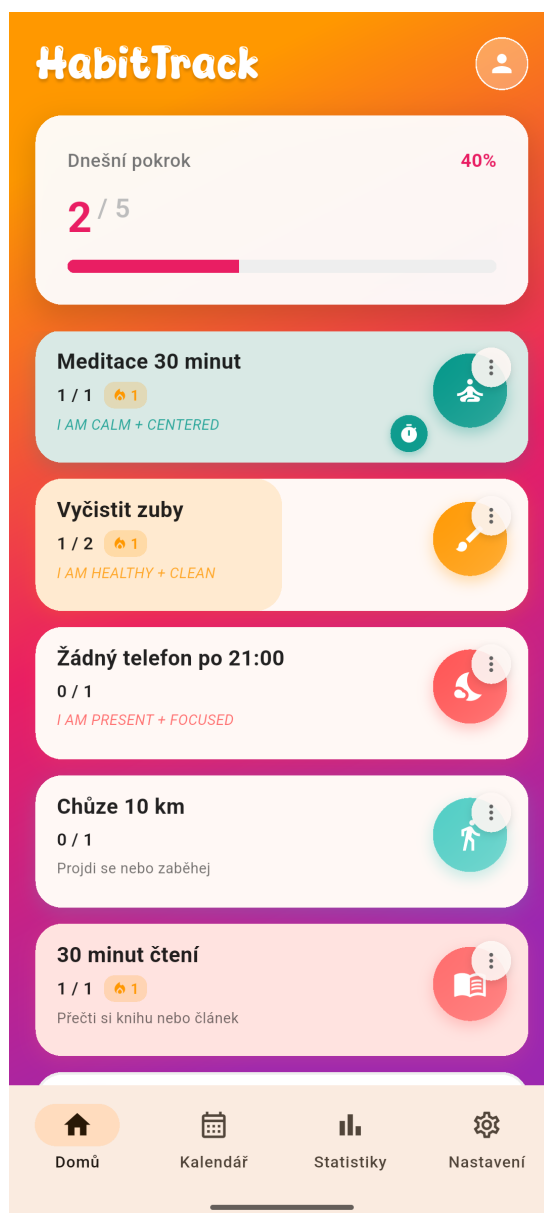 HabitTrack
Dnešní pokrok
40%
2 / 5
Meditace 30 minut
1 / 1 1
I AM CALM + CENTERED
Vyčistit zuby
1 / 2 1
I AM HEALTHY + CLEAN
Žádný telefon po 21:00
0 / 1
I AM PRESENT + FOCUSED
Chůze 10 km
0 / 1
Projdi se nebo zaběhej
30 minut čtení
1 / 1 1
Přečti si knihu nebo článek
Domů
Kalendář
Statistiky
Nastavení